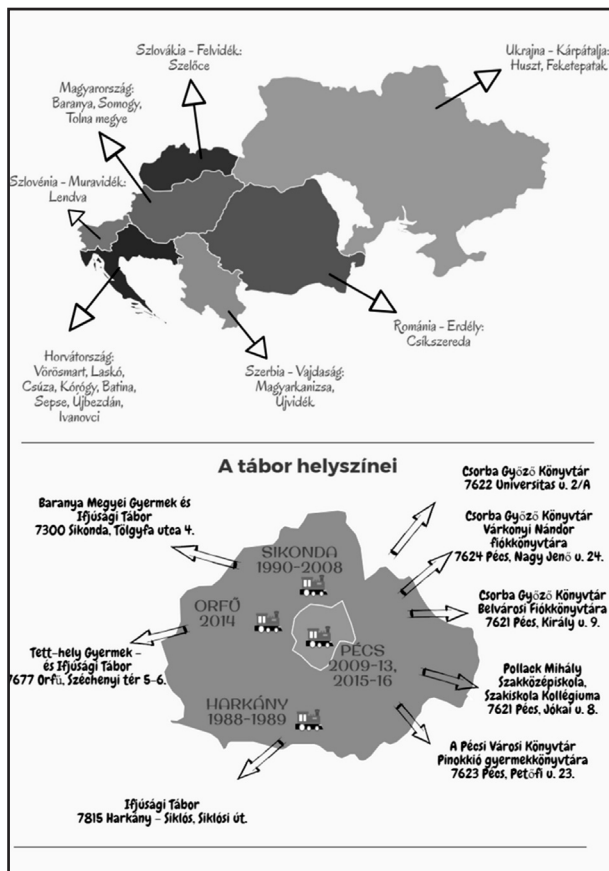 Szlovákia – Felvidék:
Szelőce
Ukrajna – Kárpátalja:
Huszt, Feketepatak
Magyarország:
Baranya, Somogy,
Tolna megye
Szlovénia – Muravidék:
Lendva
Románia – Erdély:
Csíkszereda
Horvátország:
Vörösmart, Laskó,
Csúza, Kórógy, Batina,
Sepse, Újbezdán,
Ivanovci
Szerbia – Vajdaság:
Magyarkanizsa,
Újvidék
A tábor helyszínei
Baranya Megyei Gyermek és
Ifjúsági Tábor
7300 Sikonda, Tölgyfa utca 4.
Csorba Győző Könyvtár
7622 Universitas u. 2/A
Csorba Győző Könyvtár
Várkonyi Nándor
fiókkönyvtára
7624 Pécs, Nagy Jenő u. 24.
SIKONDA
1990-2008
ORFŰ
2014
Csorba Győző Könyvtár
Belvárosi Fiókkönyvtára
7621 Pécs, Király u. 9.
Tett-hely Gyermek –
és Ifjúsági Tábor
7677 Orfű, Széchenyi tér 5-6.
PÉCS
2009-13,
2015-16
Pollack Mihály
Szakközépiskola,
Szakiskola Kollégiuma
7621 Pécs, Jókai u. 8.
HARKÁNY
1988-1989
A Pécsi Városi Könyvtár
Pinokkió gyermekkönyvtára
7623 Pécs, Petőfi u. 23.
Ifjúsági Tábor
7815 Harkány – Siklós, Siklósi út.